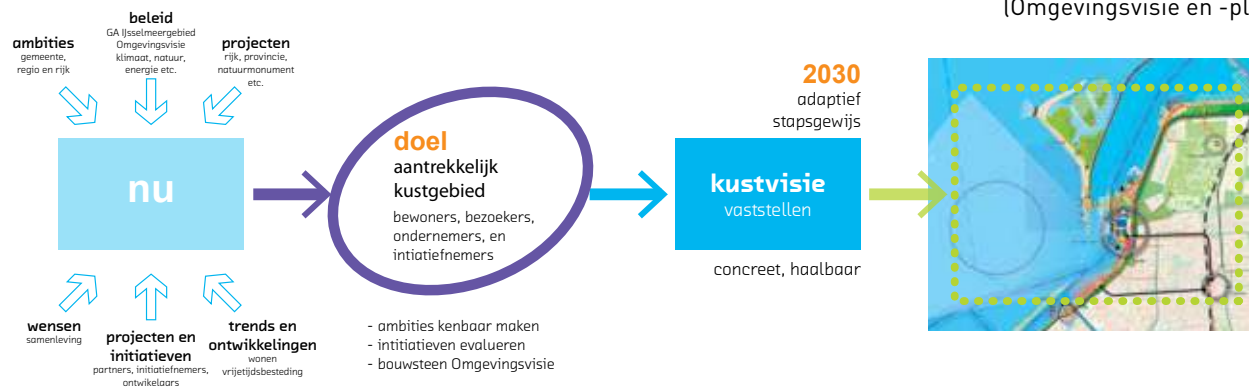 (Omgevingsvisie en -pl
beleid
GA IJsselmeergebied
Omgevingsvisie
klimaat, natuur,
energie etc.
ambities
gemeente,
regio en rijk
projecten
rijk, provincie,
natuurmonument
etc.
nu
doel
aantrekkelijk
kustgebied
bewoners, bezoekers,
ondernemers, en
intiatiefnemers
2030
adaptief
stapsgewijs
kustvisie
vaststellen
concreet, haalbaar
wensen
samenleving
projecten en
initiatieven
partners, initiatiefnemers,
ontwikelaars
trends en
ontwikkelingen
wonen
vrijetijdsbesteding
- ambities kenbaar maken
- intitiatieven evalueren
- bouwsteen Omgevingsvisie